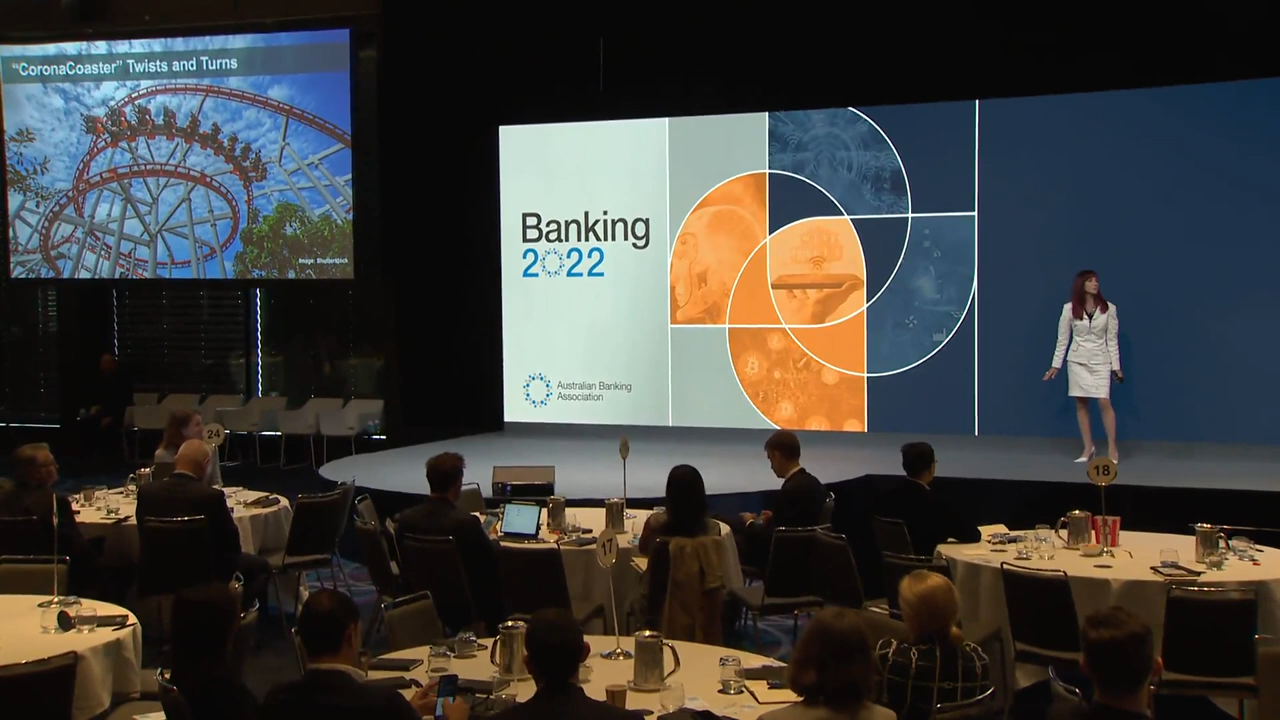 "CoronaCoaster" Twists and Turns
Image: Shutterstock
Banking
2022
Australian Banking
Association
24
18
17